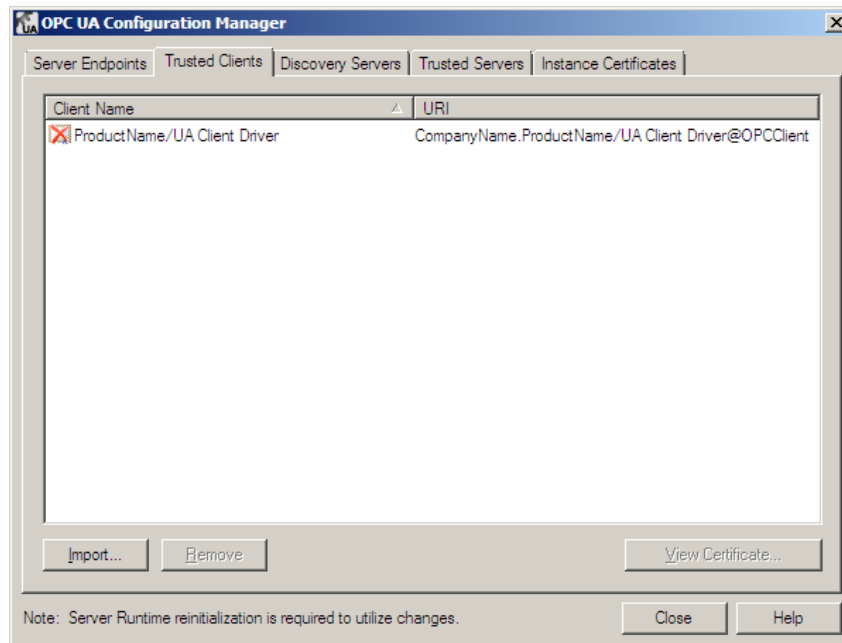 OPC UA Configuration Manager
Server Endpoints Trusted Clients Discovery Servers Trusted Servers Instance Certificates
Client Name URI
ProductName/UA Client Driver CompanyName.ProductName/UA Client Driver@OPCClient
Import... Remove View Certificate...
Note: Server Runtime reinitialization is required to utilize changes. Close Help